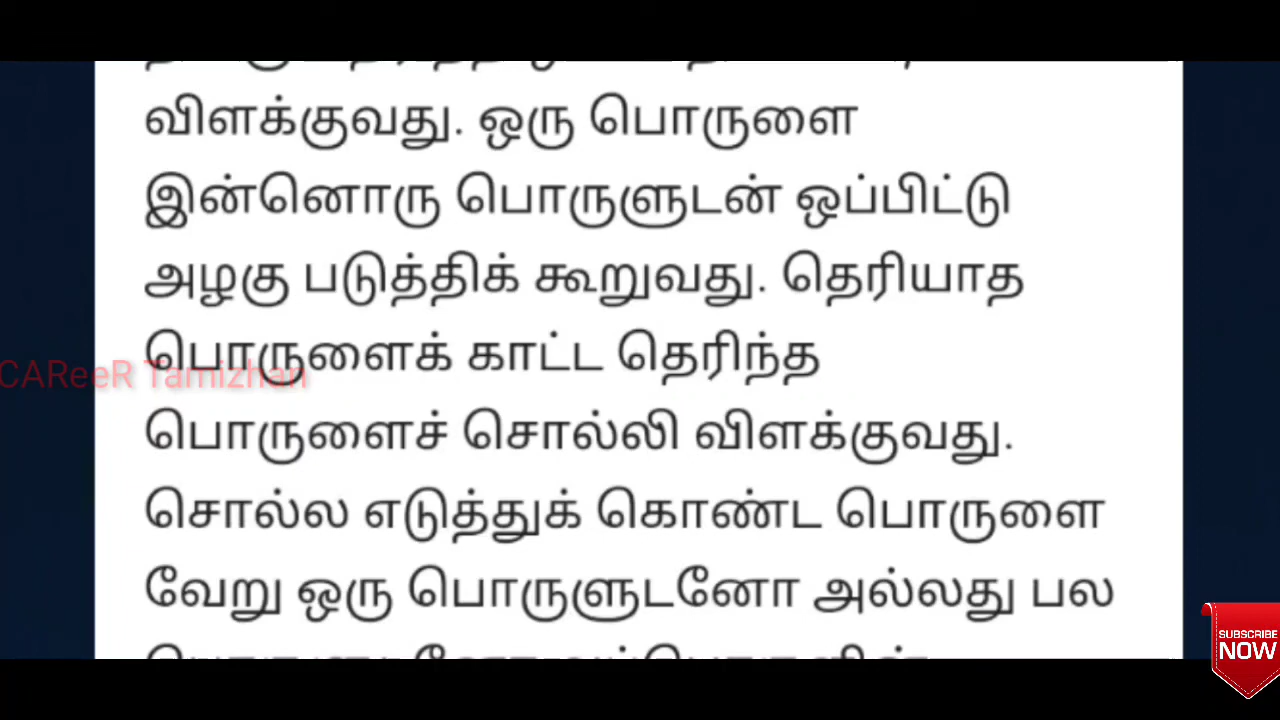 விளக்குவது. ஒரு பொருளை
இன்னொரு பொருளுடன் ஒப்பிட்டு
அழகு படுத்திக் கூறுவது. தெரியாத
பொருளைக் காட்ட தெரிந்த
CAReeR Tamizhan
பொருளைச் சொல்லி விளக்குவது.
சொல்ல எடுத்துக் கொண்ட பொருளை
வேறு ஒரு பொருளுடனோ அல்லது பல
SUBSCRIBE
NOW